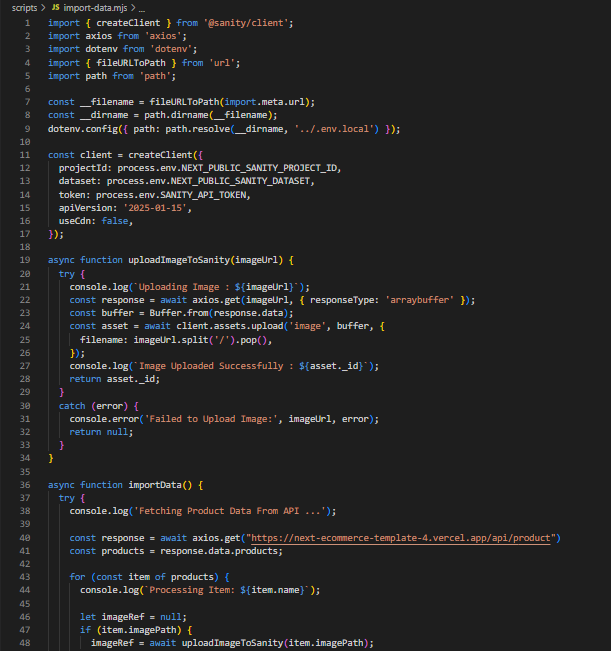 scripts > JS import-data.mjs > ...
1 import { createClient } from '@sanity/client';
2 import axios from 'axios';
3 import dotenv from 'dotenv';
4 import { fileURLToPath } from 'url';
5 import path from 'path';
6
7 const __filename = fileURLToPath(import.meta.url);
8 const __dirname = path.dirname(__filename);
9 dotenv.config({ path: path.resolve(__dirname, '../.env.local') });
10
11 const client = createClient({
12 projectId: process.env.NEXT_PUBLIC_SANITY_PROJECT_ID,
13 dataset: process.env.NEXT_PUBLIC_SANITY_DATASET,
14 token: process.env.SANITY_API_TOKEN,
15 apiVersion: '2025-01-15',
16 useCdn: false,
17 });
18
19 async function uploadImageToSanity(imageUrl) {
20 try {
21 console.log(`Uploading Image : ${imageUrl}`);
22 const response = await axios.get(imageUrl, { responseType: 'arraybuffer' });
23 const buffer = Buffer.from(response.data);
24 const asset = await client.assets.upload('image', buffer, {
25 filename: imageUrl.split('/').pop(),
26 });
27 console.log(`Image Uploaded Successfully : ${asset._id}`);
28 return asset._id;
29 }
30 catch (error) {
31 console.error('Failed to Upload Image:', imageUrl, error);
32 return null;
33 }
34 }
35
36 async function importData() {
37 try {
38 console.log('Fetching Product Data From API ...');
39
40 const response = await axios.get("https://next-ecommerce-template-4.vercel.app/api/product")
41 const products = response.data.products;
42
43 for (const item of products) {
44 console.log(`Processing Item: ${item.name}`);
45
46 let imageRef = null;
47 if (item.imagePath) {
48 imageRef = await uploadImageToSanity(item.imagePath);